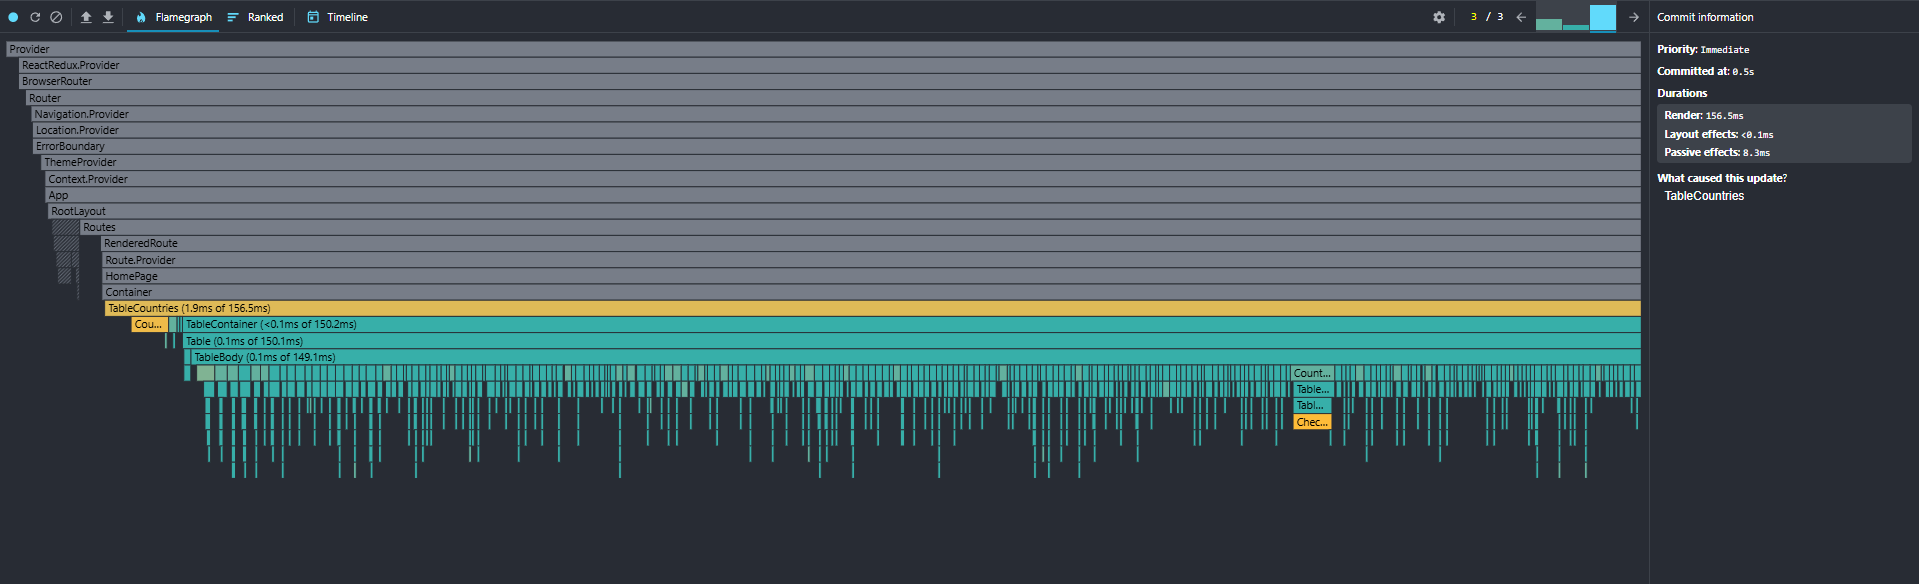 Flamegraph Ranked Timeline 3 / 3 Commit information
Provider
ReactRedux.Provider
BrowserRouter
Router
Navigation.Provider
Location.Provider
ErrorBoundary
ThemeProvider
Context.Provider
App
RootLayout
Routes
RenderedRoute
Route.Provider
HomePage
Container
TableCountries (1.9ms of 156.5ms)
Cou... TableContainer (<0.1ms of 150.2ms)
Table (0.1ms of 150.1ms)
TableBody (0.1ms of 149.1ms)
Count...
Table...
Tabl...
Chec...
Priority: Immediate
Committed at: 0.5s
Durations
Render: 156.5ms
Layout effects: <0.1ms
Passive effects: 8.3ms
What caused this update?
TableCountries